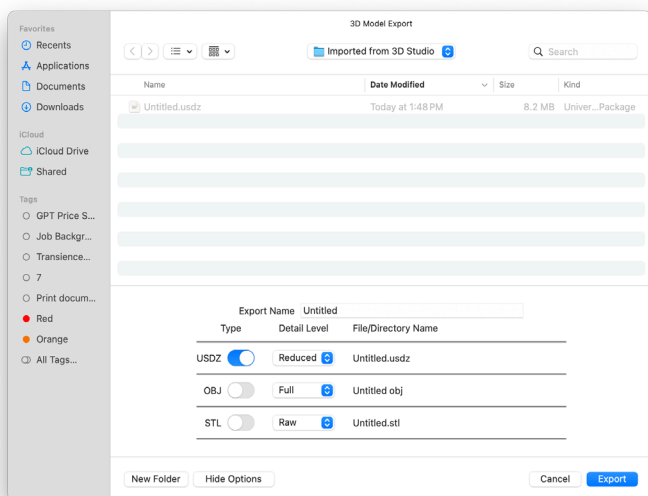 3D Model Export
Favorites
Recents
Applications
Documents
Downloads
iCloud
iCloud Drive
Shared
Tags
GPT Price S...
Job Backgr...
Transience...
7
Print docum...
Red
Orange
All Tags...
Imported from 3D Studio
Search
Name Date Modified Size Kind
Untitled.usdz Today at 1:48 PM 8.2 MB Univer...Package
Export Name Untitled
Type Detail Level File/Directory Name
USDZ Reduced Untitled.usdz
OBJ Full Untitled obj
STL Raw Untitled.stl
New Folder Hide Options Cancel Export